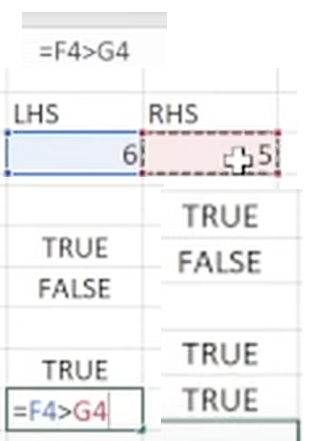 =F4>G4
LHS RHS
6 5
TRUE
TRUE
FALSE
FALSE
TRUE
TRUE
=F4>G4 TRUE